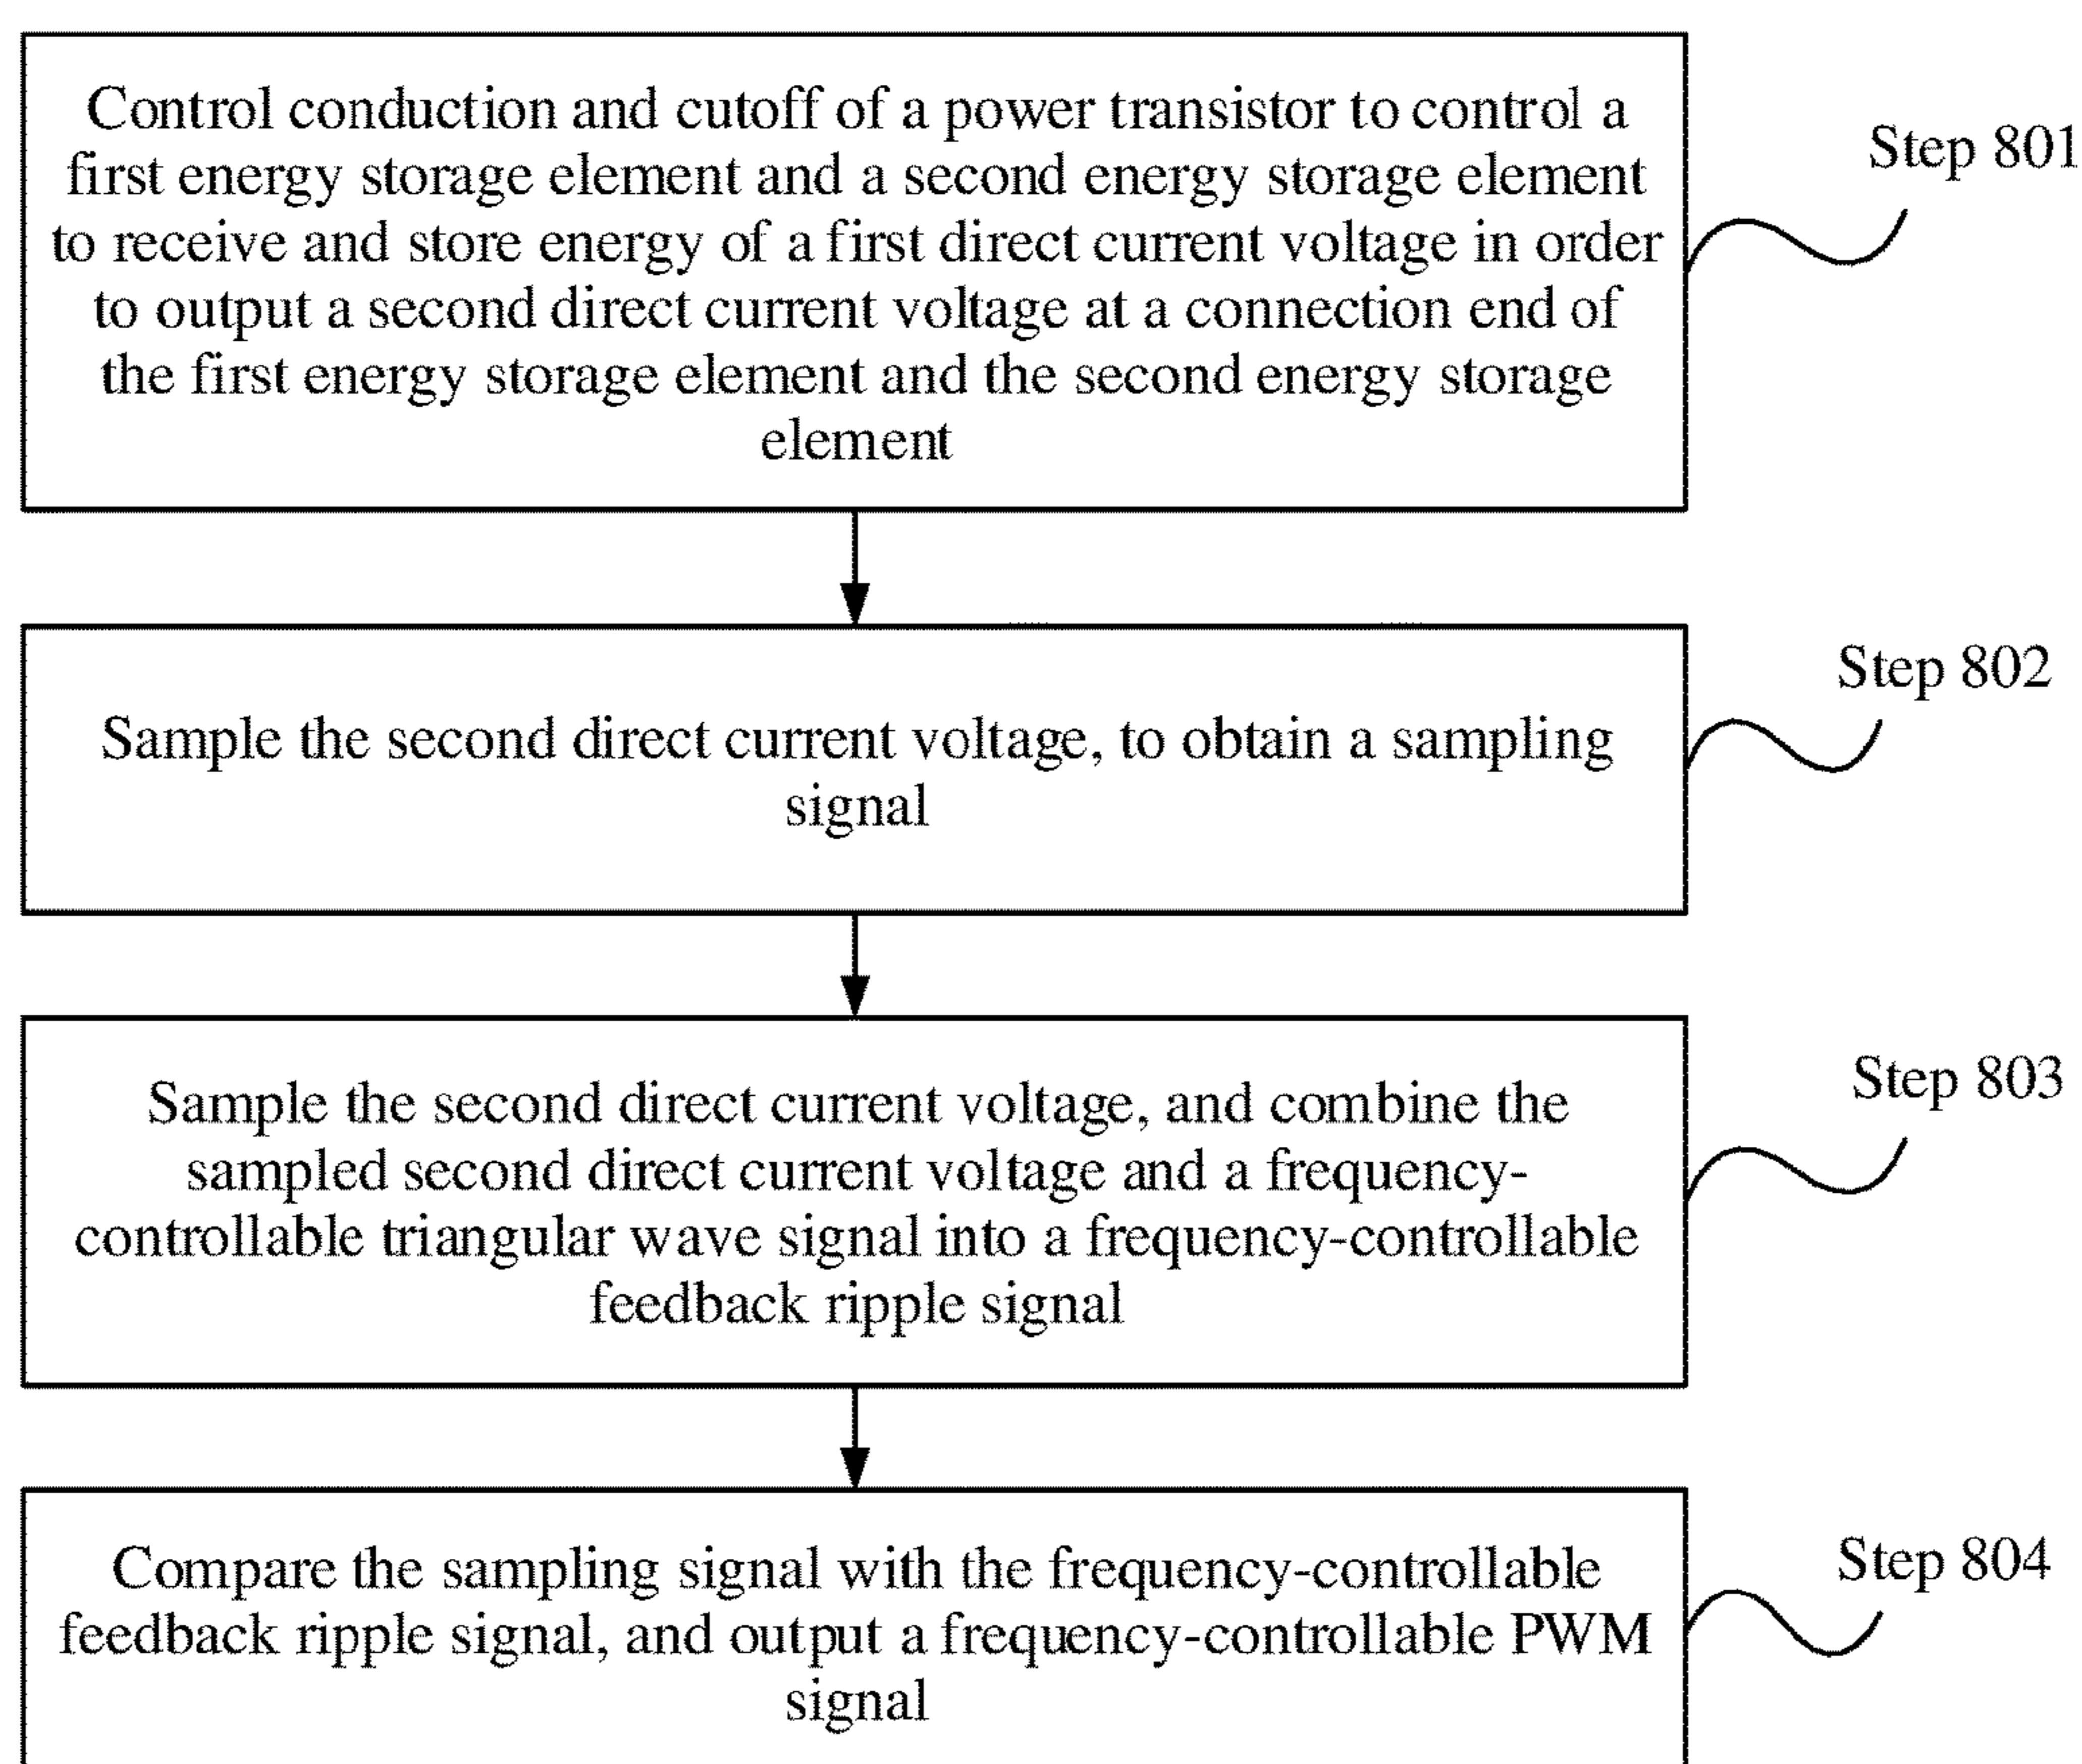 Control conduction and cutoff of a power transistor to control a
first energy storage element and a second energy storage element
to receive and store energy of a first direct current voltage in order
to output a second direct current voltage at a connection end of
the first energy storage element and the second energy storage
element
Step 801
Sample the second direct current voltage, to obtain a sampling
signal
Step 802
Sample the second direct current voltage, and combine the
sampled second direct current voltage and a frequency-
controllable triangular wave signal into a frequency-controllable
feedback ripple signal
Step 803
Compare the sampling signal with the frequency-controllable
feedback ripple signal, and output a frequency-controllable PWM
signal
Step 804